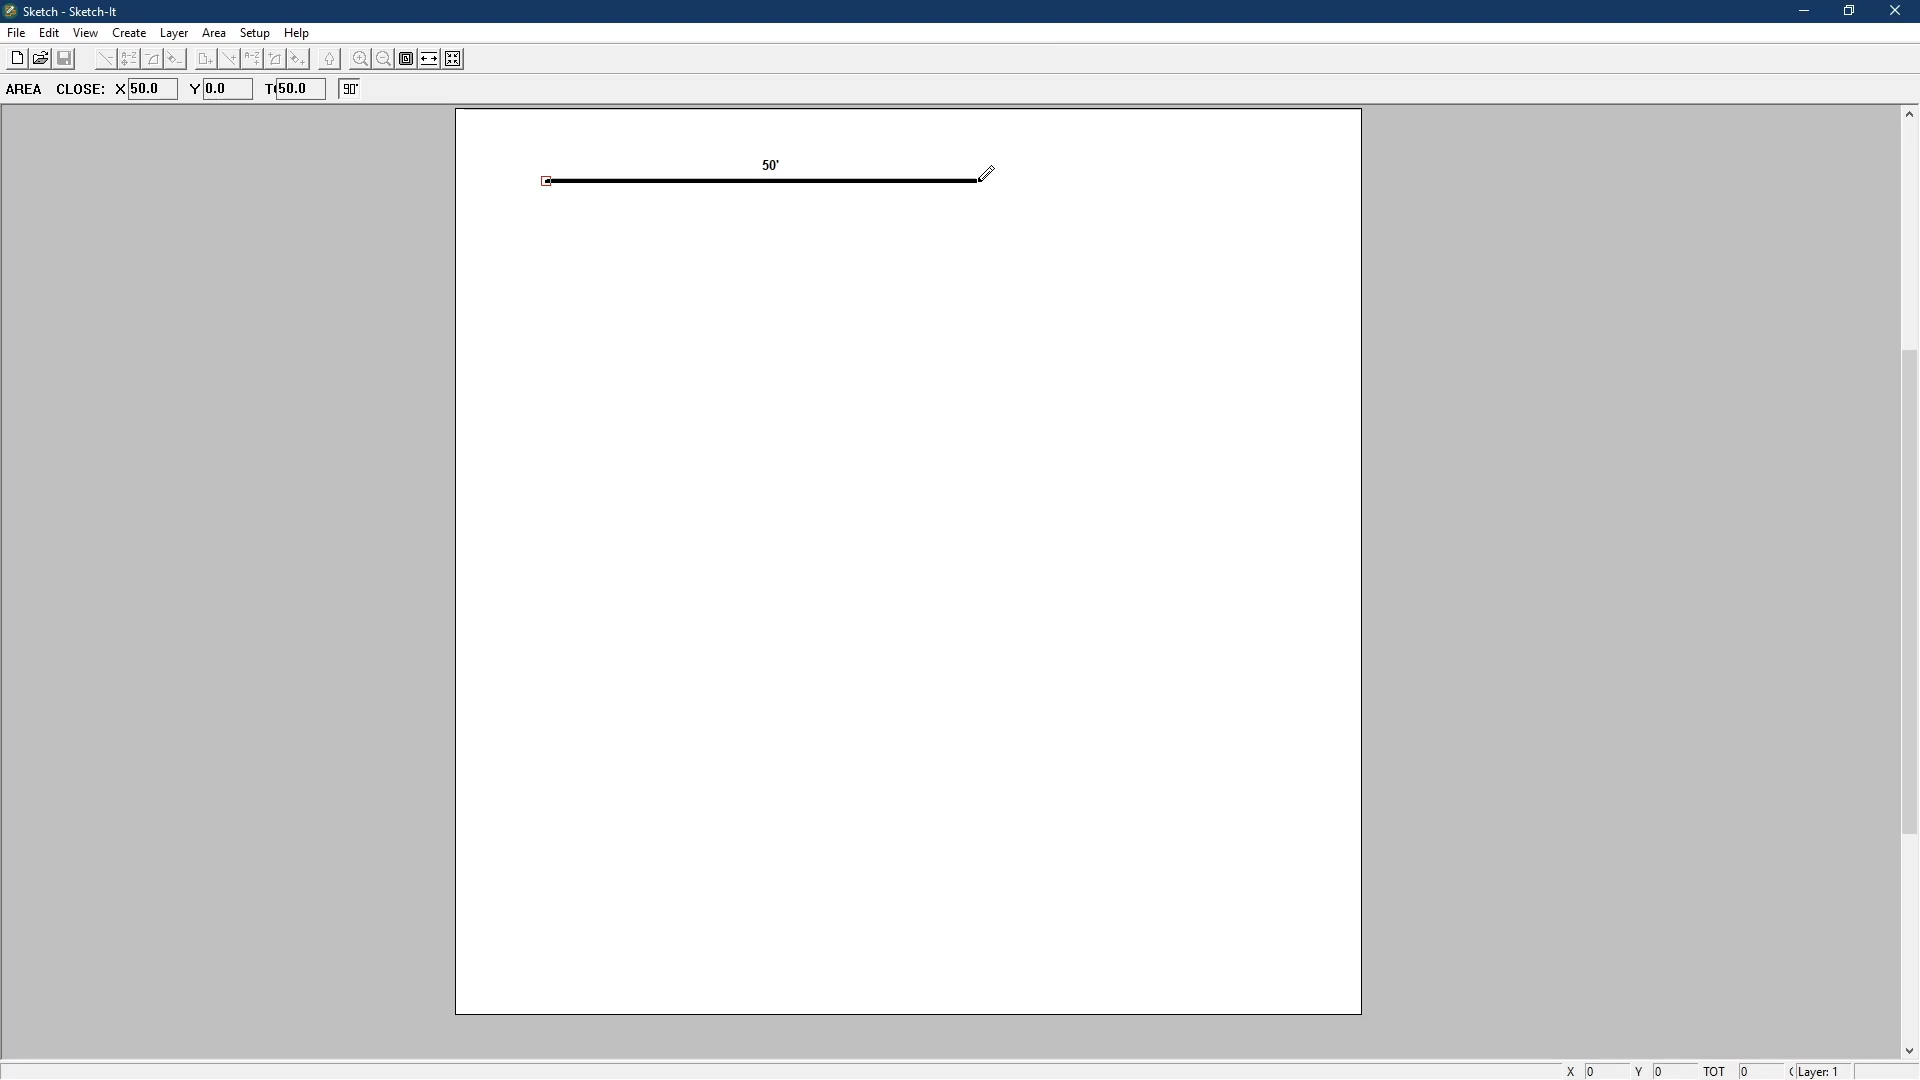 Sketch - Sketch-It
File Edit View Create Layer Area Setup Help
AREA CLOSE: X 50.0 Y 0.0 T( 50.0 90°
50'
X 0 Y 0 TOT 0 ( Layer: 1